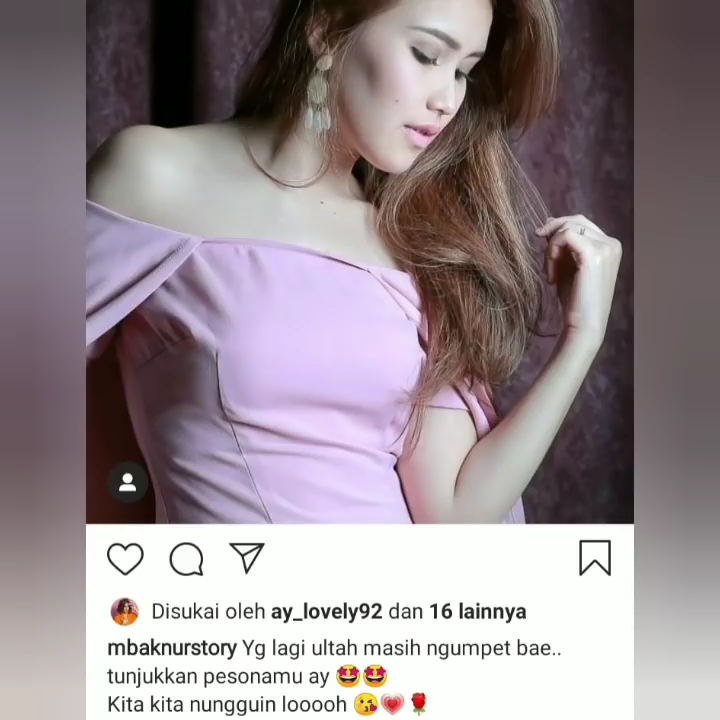 Disukai oleh ay_lovely92 dan 16 lainnya
mbaknurstory Yg lagi ultah masih ngumpet bae..
tunjukkan pesonamu ay 🤩🤩
Kita kita nungguin looooh 😘💗🌹